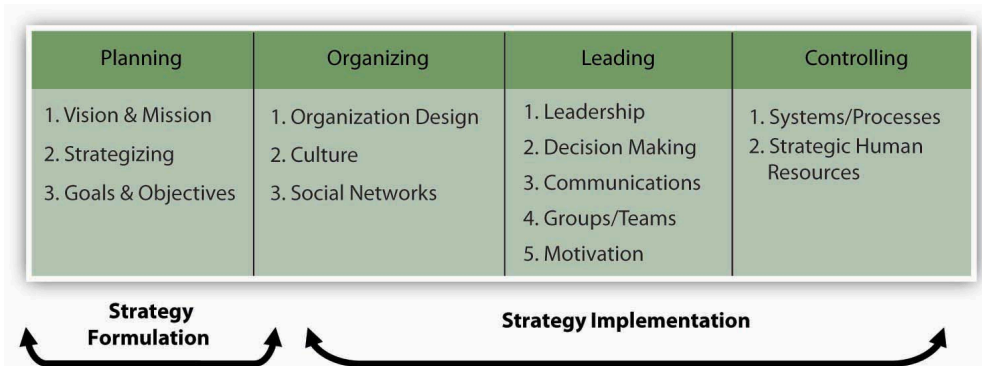 Planning
1. Vision & Mission
2. Strategizing
3. Goals & Objectives
Organizing
1. Organization Design
2. Culture
3. Social Networks
Leading
1. Leadership
2. Decision Making
3. Communications
4. Groups/Teams
5. Motivation
Controlling
1. Systems/Processes
2. Strategic Human
Resources
Strategy
Formulation
Strategy Implementation